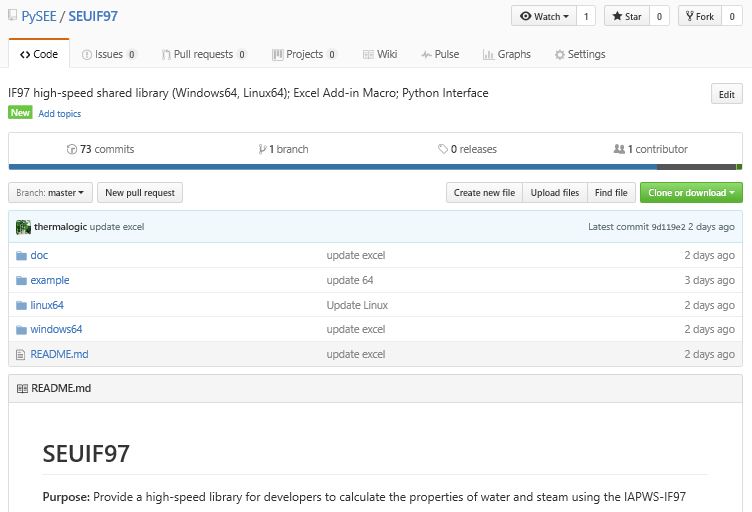 PySEE / SEUIF97 Watch 1 Star 0 Fork 0
Code Issues 0 Pull requests 0 Projects 0 Wiki Pulse Graphs Settings
IF97 high-speed shared library (Windows64, Linux64); Excel Add-in Macro; Python Interface Edit
New Add topics
73 commits 1 branch 0 releases 1 contributor
Branch: master New pull request Create new file Upload files Find file Clone or download
thermalogic update excel Latest commit 9d119e2 2 days ago
doc update excel 2 days ago
example update 64 3 days ago
linux64 Update Linux 2 days ago
windows64 update excel 2 days ago
README.md update excel 2 days ago
README.md
SEUIF97
Purpose: Provide a high-speed library for developers to calculate the properties of water and steam using the IAPWS-IF97